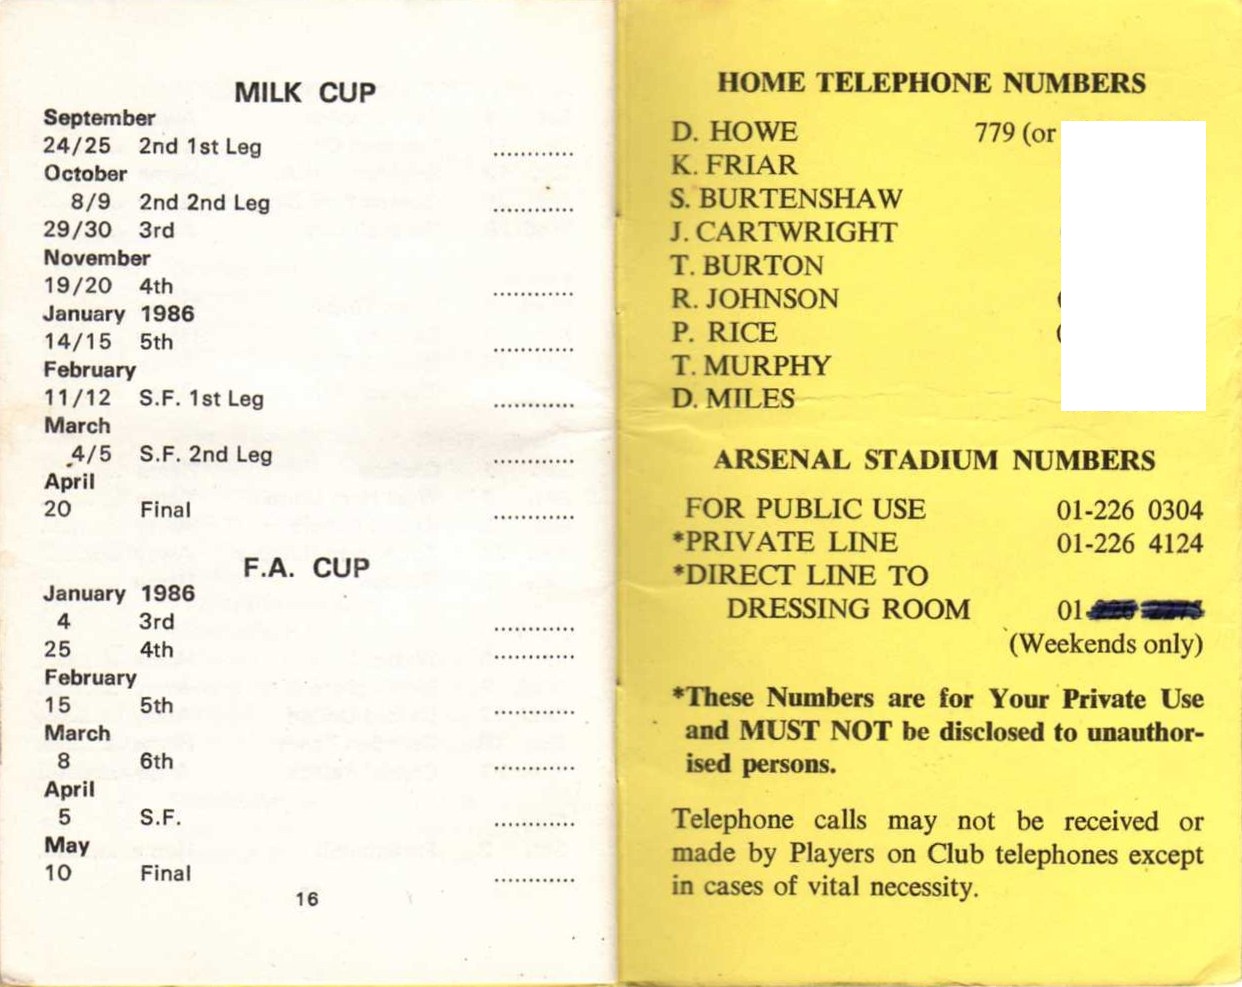 MILK CUP
September
24/25 2nd 1st Leg ..............
October
8/9 2nd 2nd Leg ..............
29/30 3rd
November
19/20 4th ..............
January 1986
14/15 5th ..............
February
11/12 S.F. 1st Leg ..............
March
4/5 S.F. 2nd Leg ..............
April
20 Final ..............
F.A. CUP
January 1986
4 3rd ..............
25 4th ..............
February
15 5th ..............
March
8 6th ..............
April
5 S.F. ..............
May
10 Final ..............
16
HOME TELEPHONE NUMBERS
D. HOWE 779 (or
K. FRIAR
S. BURTENSHAW
J. CARTWRIGHT
T. BURTON
R. JOHNSON (
P. RICE (
T. MURPHY
D. MILES
ARSENAL STADIUM NUMBERS
FOR PUBLIC USE 01-226 0304
*PRIVATE LINE 01-226 4124
*DIRECT LINE TO
DRESSING ROOM 01-
(Weekends only)
*These Numbers are for Your Private Use
and MUST NOT be disclosed to unauthor-
ised persons.
Telephone calls may not be received or
made by Players on Club telephones except
in cases of vital necessity.